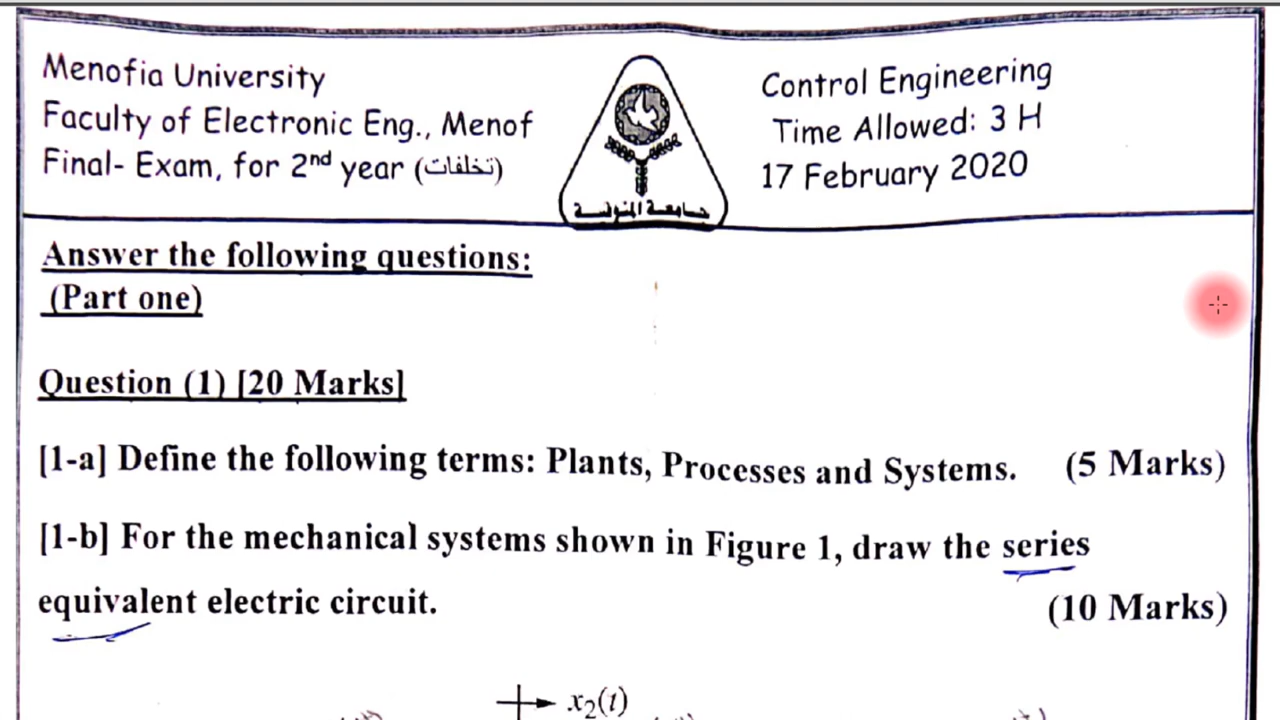 Menofia University
Faculty of Electronic Eng., Menof
Final- Exam, for 2nd year (تخلفات)
جامعة المنوفية
Control Engineering
Time Allowed: 3 H
17 February 2020
Answer the following questions:
(Part one)
Question (1) [20 Marks]
[1-a] Define the following terms: Plants, Processes and Systems. (5 Marks)
[1-b] For the mechanical systems shown in Figure 1, draw the series
equivalent electric circuit. (10 Marks)
x2(t)